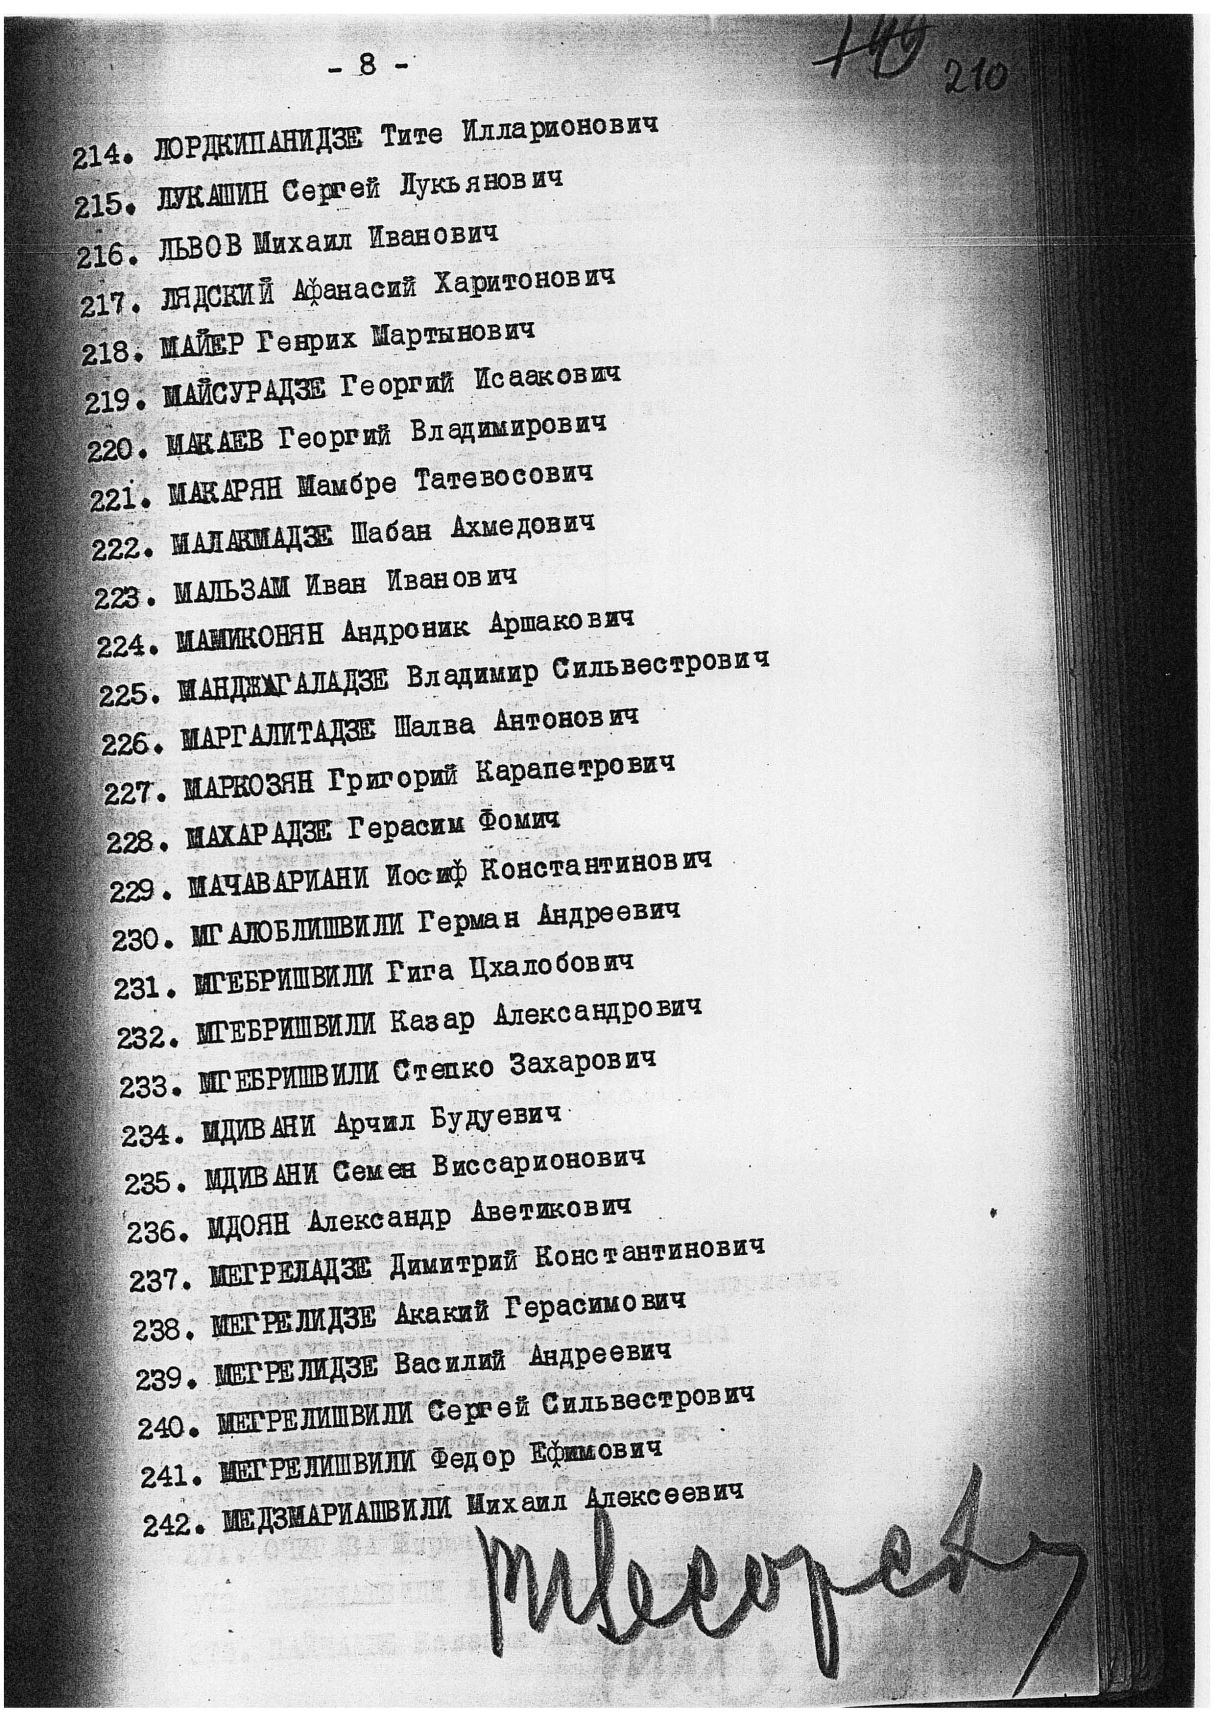 - 8 -
210
214. ЛОРДКИПАНИДЗЕ Тите Илларионович
215. ЛУКАШИН Сергей Лукьянович
216. ЛЬВОВ Михаил Иванович
217. ЛЯДСКИЙ Афанасий Харитонович
218. МАЙЕР Генрих Мартынович
219. МАЙСУРАДЗЕ Георгий Исаакович
220. МАКАЕВ Георгий Владимирович
221. МАКАРЯН Мамбре Татевосович
222. МАЛАКМАДЗЕ Шабан Ахмедович
223. МАЛЬЗАМ Иван Иванович
224. МАМИКОНЯН Андроник Аршакович
225. МАНДЖГАЛАДЗЕ Владимир Сильвестрович
226. МАРГАЛИТАДЗЕ Шалва Антонович
227. МАРКОЗЯН Григорий Карапетрович
228. МАХАРАДЗЕ Герасим Фомич
229. МАЧАВАРИАНИ Иосиф Константинович
230. МГАЛОБЛИШВИЛИ Герман Андреевич
231. МГЕБРИШВИЛИ Гига Цхалобович
232. МГЕБРИШВИЛИ Казар Александрович
233. МГЕБРИШВИЛИ Степко Захарович
234. МДИВАНИ Арчил Будуевич
235. МДИВАНИ Семен Виссарионович
236. МДОЯН Александр Аветикович
237. МЕГРЕЛАДЗЕ Димитрий Константинович
238. МЕГРЕЛИДЗЕ Акакий Герасимович
239. МЕГРЕЛИДЗЕ Василий Андреевич
240. МЕГРЕЛИШВИЛИ Сергей Сильвестрович
241. МЕГРЕЛИШВИЛИ Федор Ефимович
242. МЕДЗМАРИАШВИЛИ Михаил Алексеевич